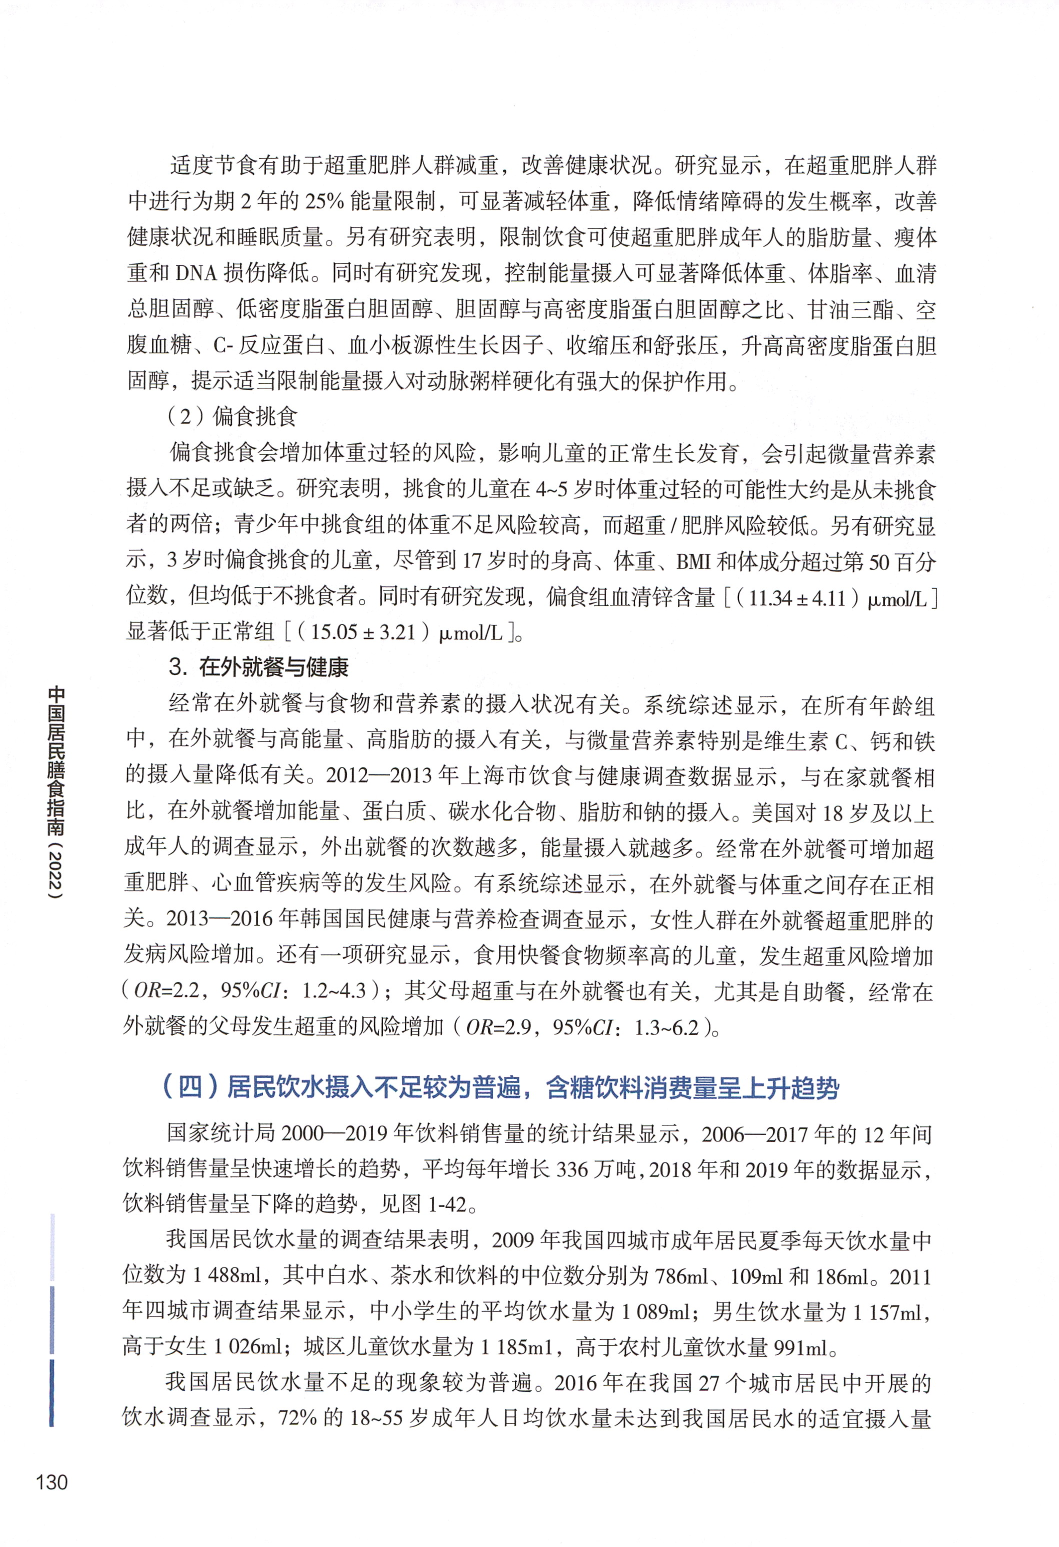 适度节食有助于超重肥胖人群减重，改善健康状况。研究显示，在超重肥胖人群
中进行为期 2 年的 25% 能量限制，可显著减轻体重，降低情绪障碍的发生概率，改善
健康状况和睡眠质量。另有研究表明，限制饮食可使超重肥胖成年人的脂肪量、瘦体
重和 DNA 损伤降低。同时有研究发现，控制能量摄入可显著降低体重、体脂率、血清
总胆固醇、低密度脂蛋白胆固醇、胆固醇与高密度脂蛋白胆固醇之比、甘油三酯、空
腹血糖、C- 反应蛋白、血小板源性生长因子、收缩压和舒张压，升高高密度脂蛋白胆
固醇，提示适当限制能量摄入对动脉粥样硬化有强大的保护作用。
（2）偏食挑食
偏食挑食会增加体重过轻的风险，影响儿童的正常生长发育，会引起微量营养素
摄入不足或缺乏。研究表明，挑食的儿童在 4~5 岁时体重过轻的可能性大约是从未挑食
者的两倍；青少年中挑食组的体重不足风险较高，而超重 / 肥胖风险较低。另有研究显
示，3 岁时偏食挑食的儿童，尽管到 17 岁时的身高、体重、BMI 和体成分超过第 50 百分
位数，但均低于不挑食者。同时有研究发现，偏食组血清锌含量［（11.34 ± 4.11）μmol/L］
显著低于正常组［（15.05 ± 3.21）μmol/L］。
3. 在外就餐与健康
经常在外就餐与食物和营养素的摄入状况有关。系统综述显示，在所有年龄组
中，在外就餐与高能量、高脂肪的摄入有关，与微量营养素特别是维生素 C、钙和铁
的摄入量降低有关。2012—2013 年上海市饮食与健康调查数据显示，与在家就餐相
比，在外就餐增加能量、蛋白质、碳水化合物、脂肪和钠的摄入。美国对 18 岁及以上
成年人的调查显示，外出就餐的次数越多，能量摄入就越多。经常在外就餐可增加超
重肥胖、心血管疾病等的发生风险。有系统综述显示，在外就餐与体重之间存在正相
关。2013—2016 年韩国国民健康与营养检查调查显示，女性人群在外就餐超重肥胖的
发病风险增加。还有一项研究显示，食用快餐食物频率高的儿童，发生超重风险增加
（OR=2.2，95%CI：1.2~4.3）；其父母超重与在外就餐也有关，尤其是自助餐，经常在
外就餐的父母发生超重的风险增加（OR=2.9，95%CI：1.3~6.2）。
（四）居民饮水摄入不足较为普遍，含糖饮料消费量呈上升趋势
国家统计局 2000—2019 年饮料销售量的统计结果显示，2006—2017 年的 12 年间
饮料销售量呈快速增长的趋势，平均每年增长 336 万吨，2018 年和 2019 年的数据显示，
饮料销售量呈下降的趋势，见图 1-42。
我国居民饮水量的调查结果表明，2009 年我国四城市成年居民夏季每天饮水量中
位数为 1 488ml，其中白水、茶水和饮料的中位数分别为 786ml、109ml 和 186ml。2011
年四城市调查结果显示，中小学生的平均饮水量为 1 089ml；男生饮水量为 1 157ml，
高于女生 1 026ml；城区儿童饮水量为 1 185m1，高于农村儿童饮水量 991ml。
我国居民饮水量不足的现象较为普遍。2016 年在我国 27 个城市居民中开展的
饮水调查显示，72% 的 18~55 岁成年人日均饮水量未达到我国居民水的适宜摄入量
中国居民膳食指南（2022）
130